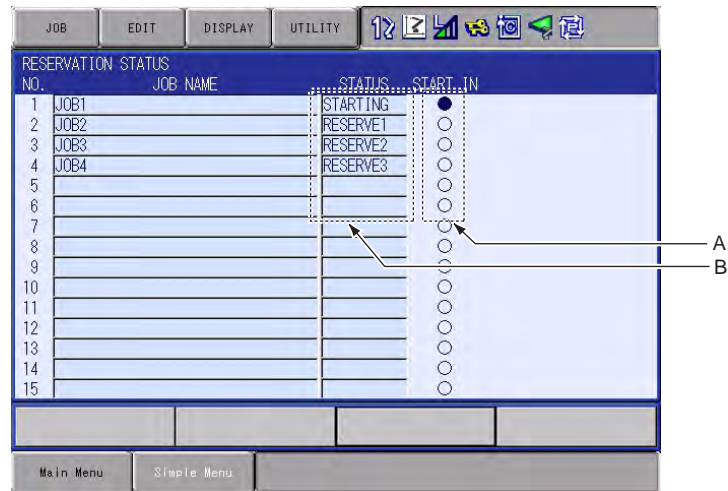 JOB EDIT DISPLAY UTILITY
RESERVATION STATUS
NO. JOB NAME STATUS START IN
1 JOB1 STARTING
2 JOB2 RESERVE1
3 JOB3 RESERVE2
4 JOB4 RESERVE3
5
6
7
8
9
10
11
12
13
14
15
A
B
Main Menu Simple Menu